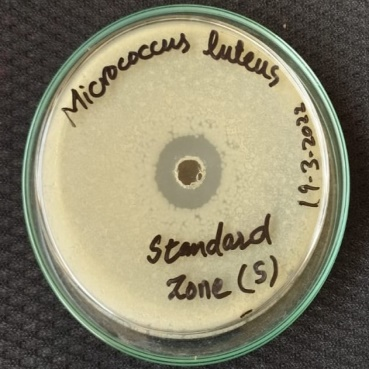 Micrococcus luteus
19-3-2022
Standard
Zone (S)